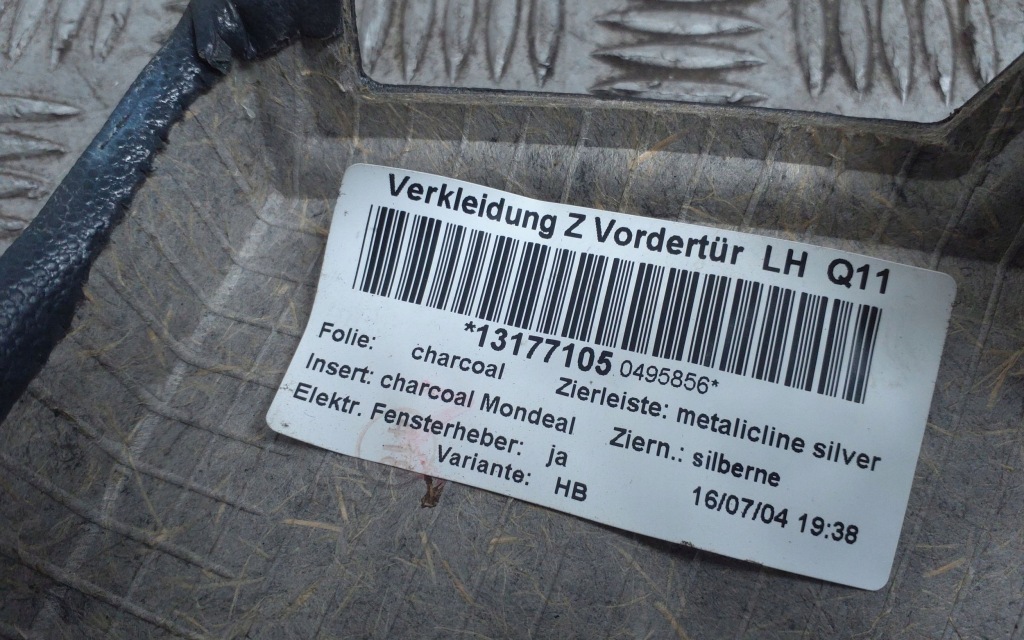 Verkleidung Z Vordertür LH Q11
*13177105 0495856*
Folie: charcoal Zierleiste: metalicline silver
Insert: charcoal Mondeal Ziern.: silberne
Elektr. Fensterheber: ja
Variante: HB 16/07/04 19:38